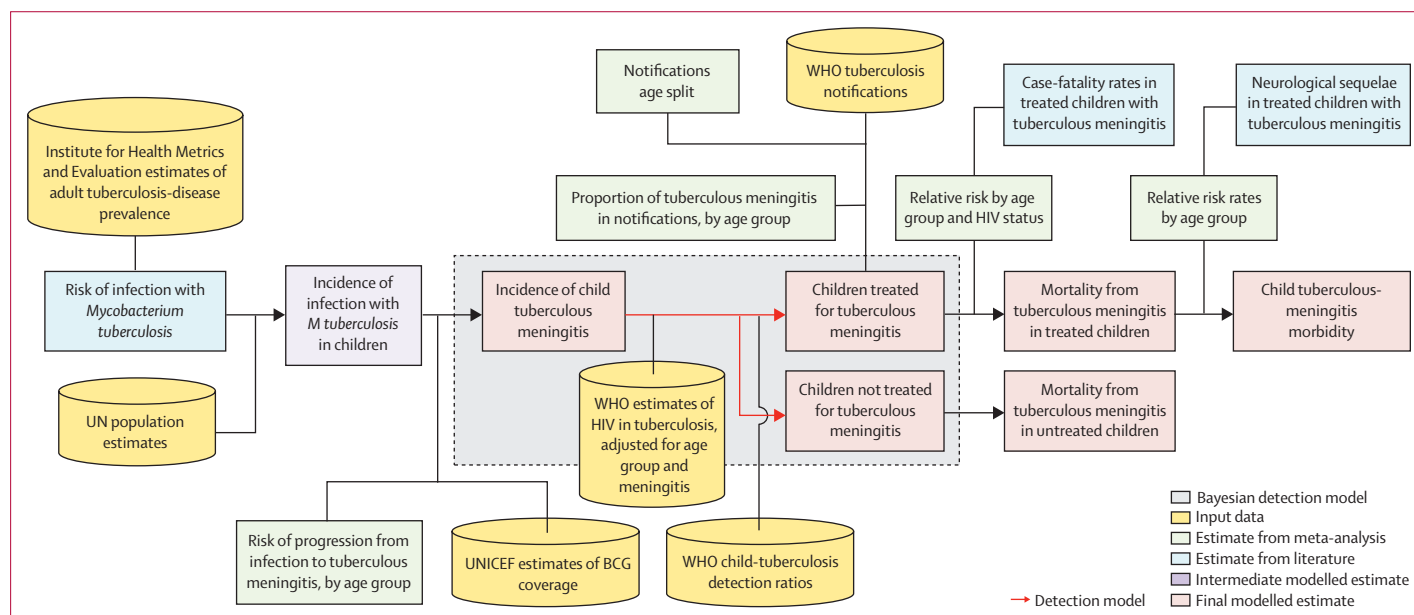 Notifications
age split
WHO tuberculosis
notifications
Case-fatality rates in
treated children with
tuberculous meningitis
Neurological sequelae
in treated children with
tuberculous meningitis
Institute for Health Metrics
and Evaluation estimates of
adult tuberculosis-disease
prevalence
Proportion of tuberculous meningitis
in notifications, by age group
Relative risk by age
group and HIV status
Relative risk rates
by age group
Risk of infection with
Mycobacterium
tuberculosis
Incidence of
infection with
M tuberculosis
in children
Incidence of child
tuberculous
meningitis
Children treated
for tuberculous
meningitis
Mortality from
tuberculous meningitis
in treated children
Child tuberculous-
meningitis
morbidity
UN population
estimates
WHO estimates of
HIV in tuberculosis,
adjusted for age
group and
meningitis
Children not treated
for tuberculous
meningitis
Mortality from
tuberculous meningitis
in untreated children
Risk of progression from
infection to tuberculous
meningitis, by age group
UNICEF estimates of BCG
coverage
WHO child-tuberculosis
detection ratios
Bayesian detection model
Input data
Estimate from meta-analysis
Estimate from literature
Intermediate modelled estimate
Detection model
Final modelled estimate